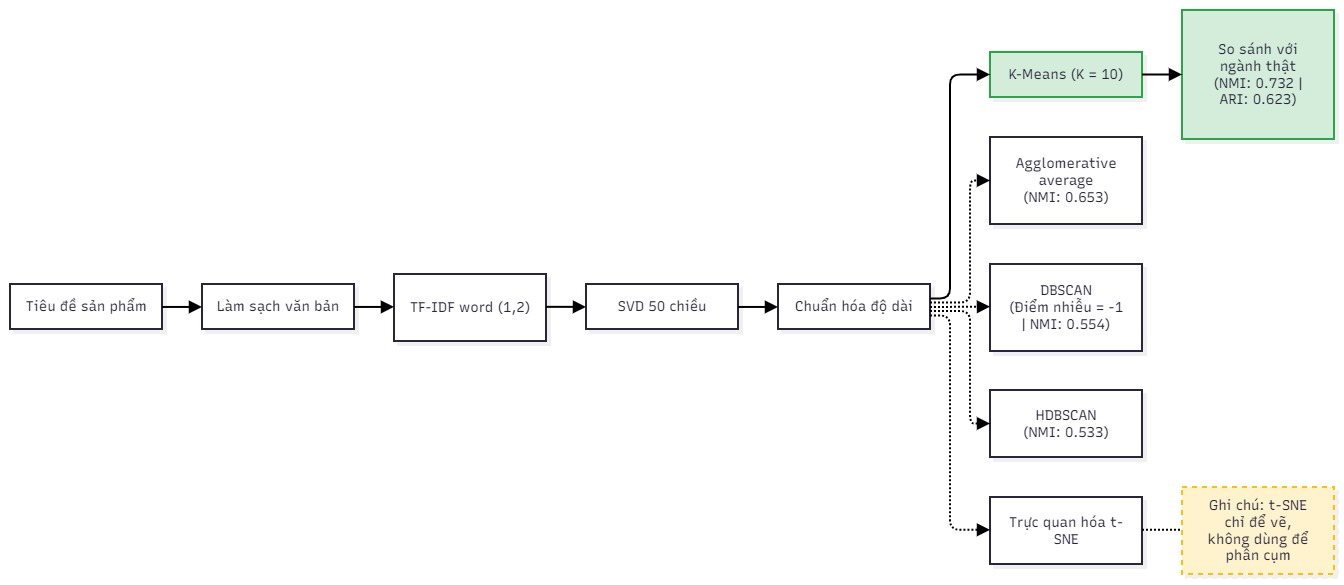 Tiêu đề sản phẩm
Làm sạch văn bản
TF-IDF word (1,2)
SVD 50 chiều
Chuẩn hóa độ dài
K-Means (K = 10)
So sánh với
ngành thật
(NMI: 0.732 |
ARI: 0.623)
Agglomerative
average
(NMI: 0.653)
DBSCAN
(Điểm nhiễu = -1
| NMI: 0.554)
HDBSCAN
(NMI: 0.533)
Trực quan hóa t-
SNE
Ghi chú: t-SNE
chỉ để vẽ,
không dùng để
phân cụm